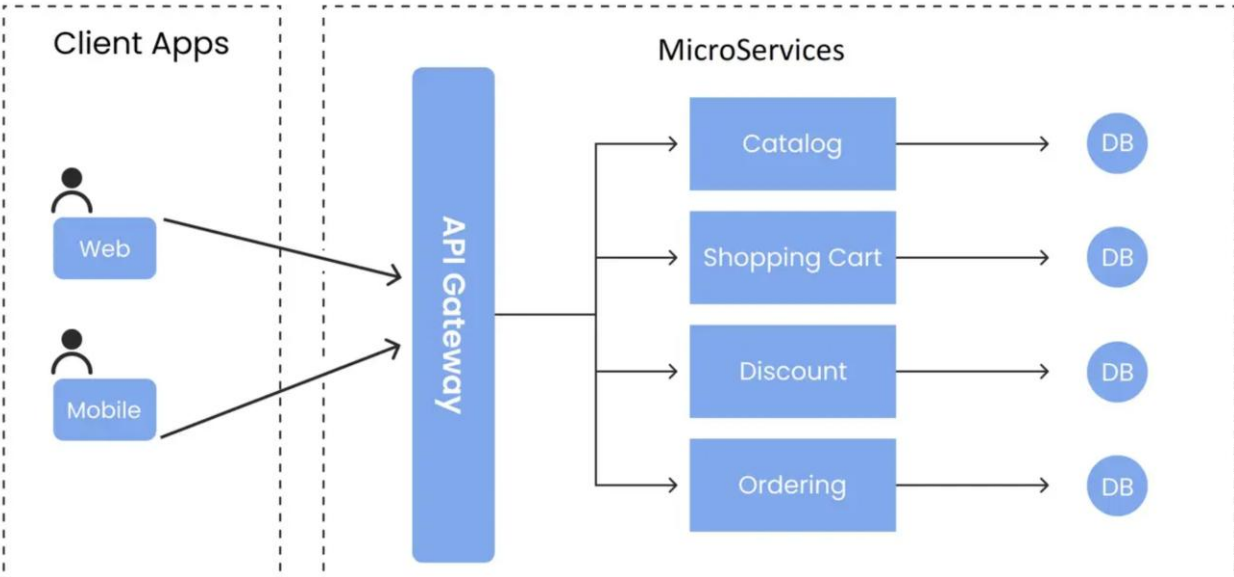 Client Apps
Web
Mobile
API Gateway
MicroServices
Catalog
DB
Shopping Cart
DB
Discount
DB
Ordering
DB